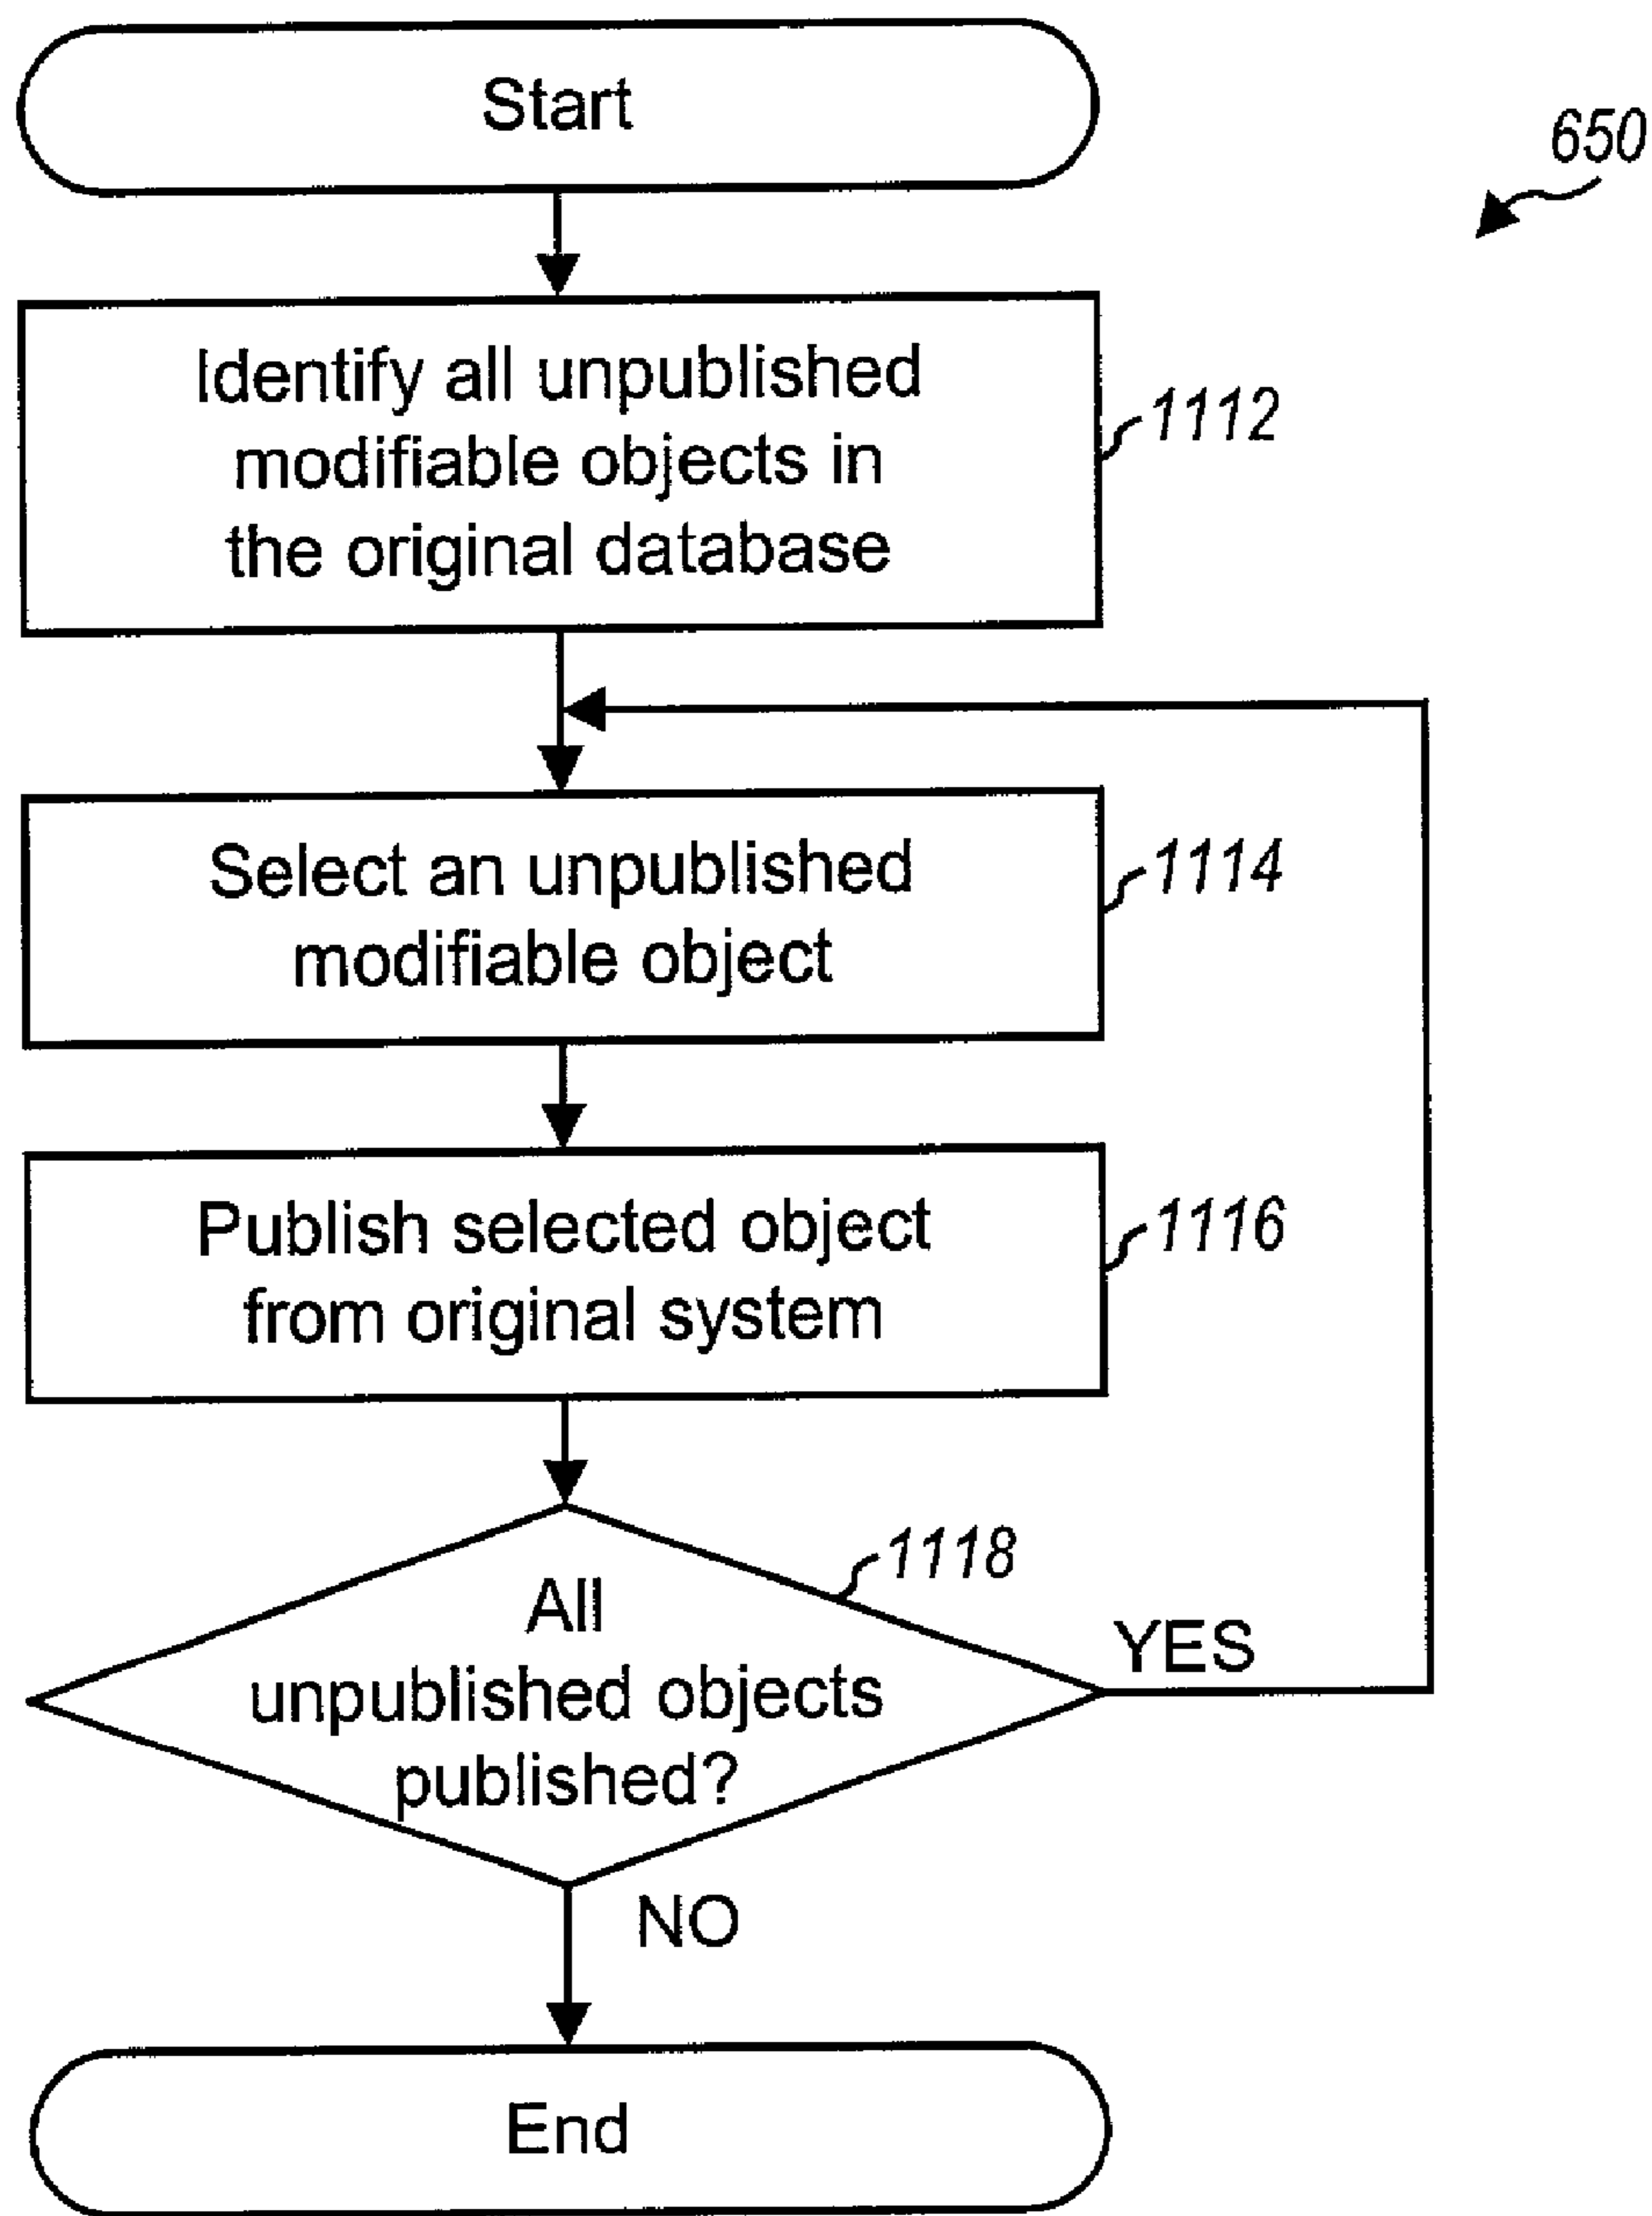 Start
650
Identify all unpublished
modifiable objects in
the original database
1112
Select an unpublished
modifiable object
1114
Publish selected object
from original system
1116
1118
All
unpublished objects
published?
YES
NO
End